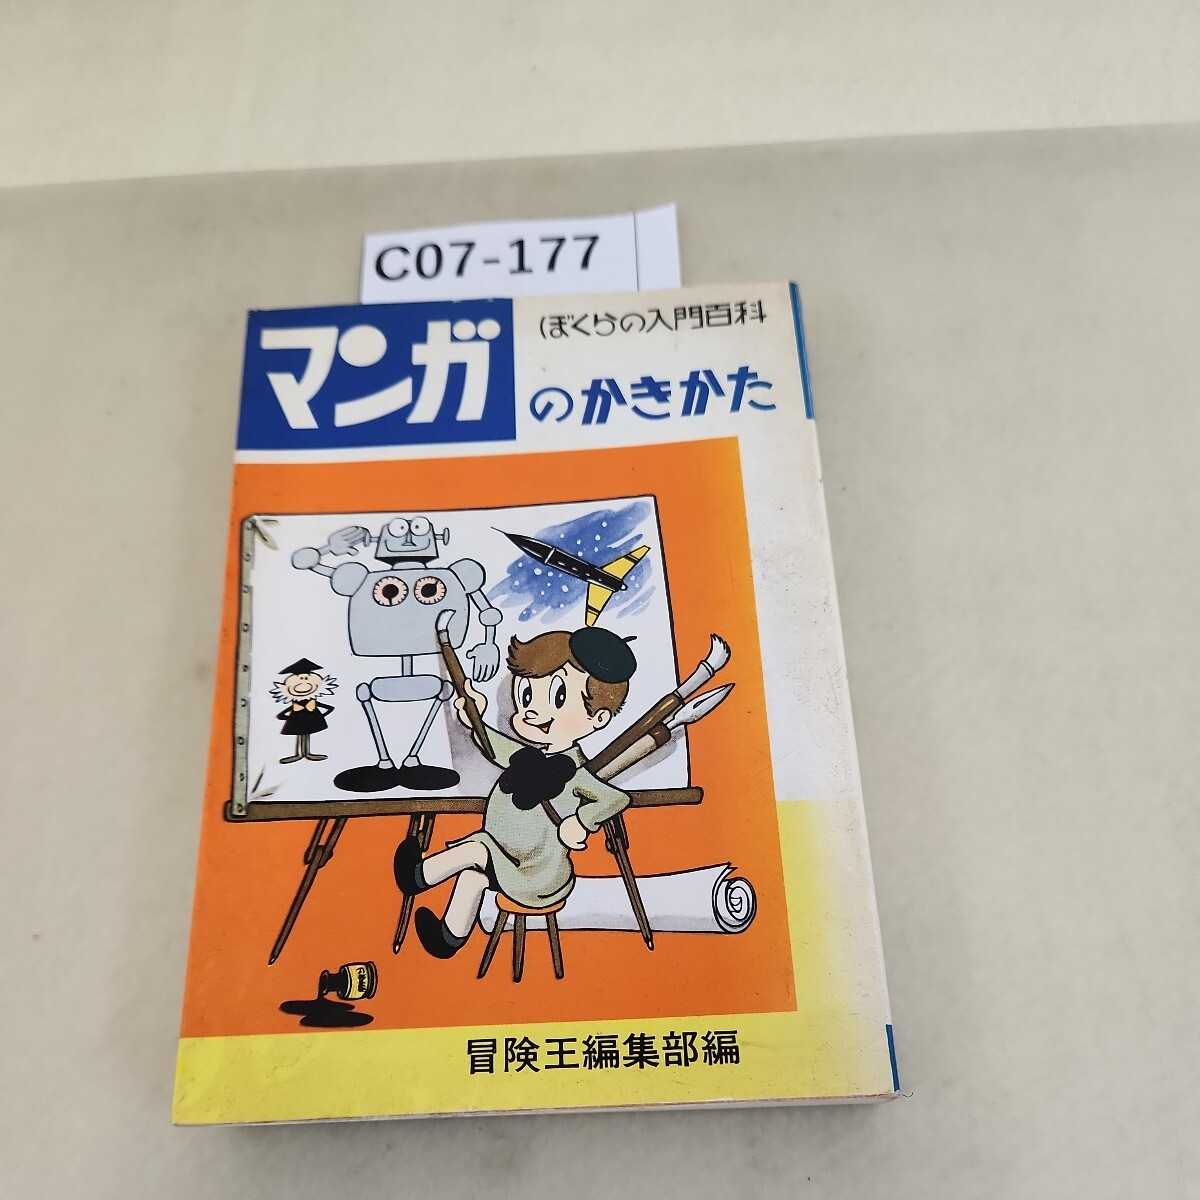 C07-177
ぼくらの入門百科
マンガ
のかきかた
冒険王編集部編